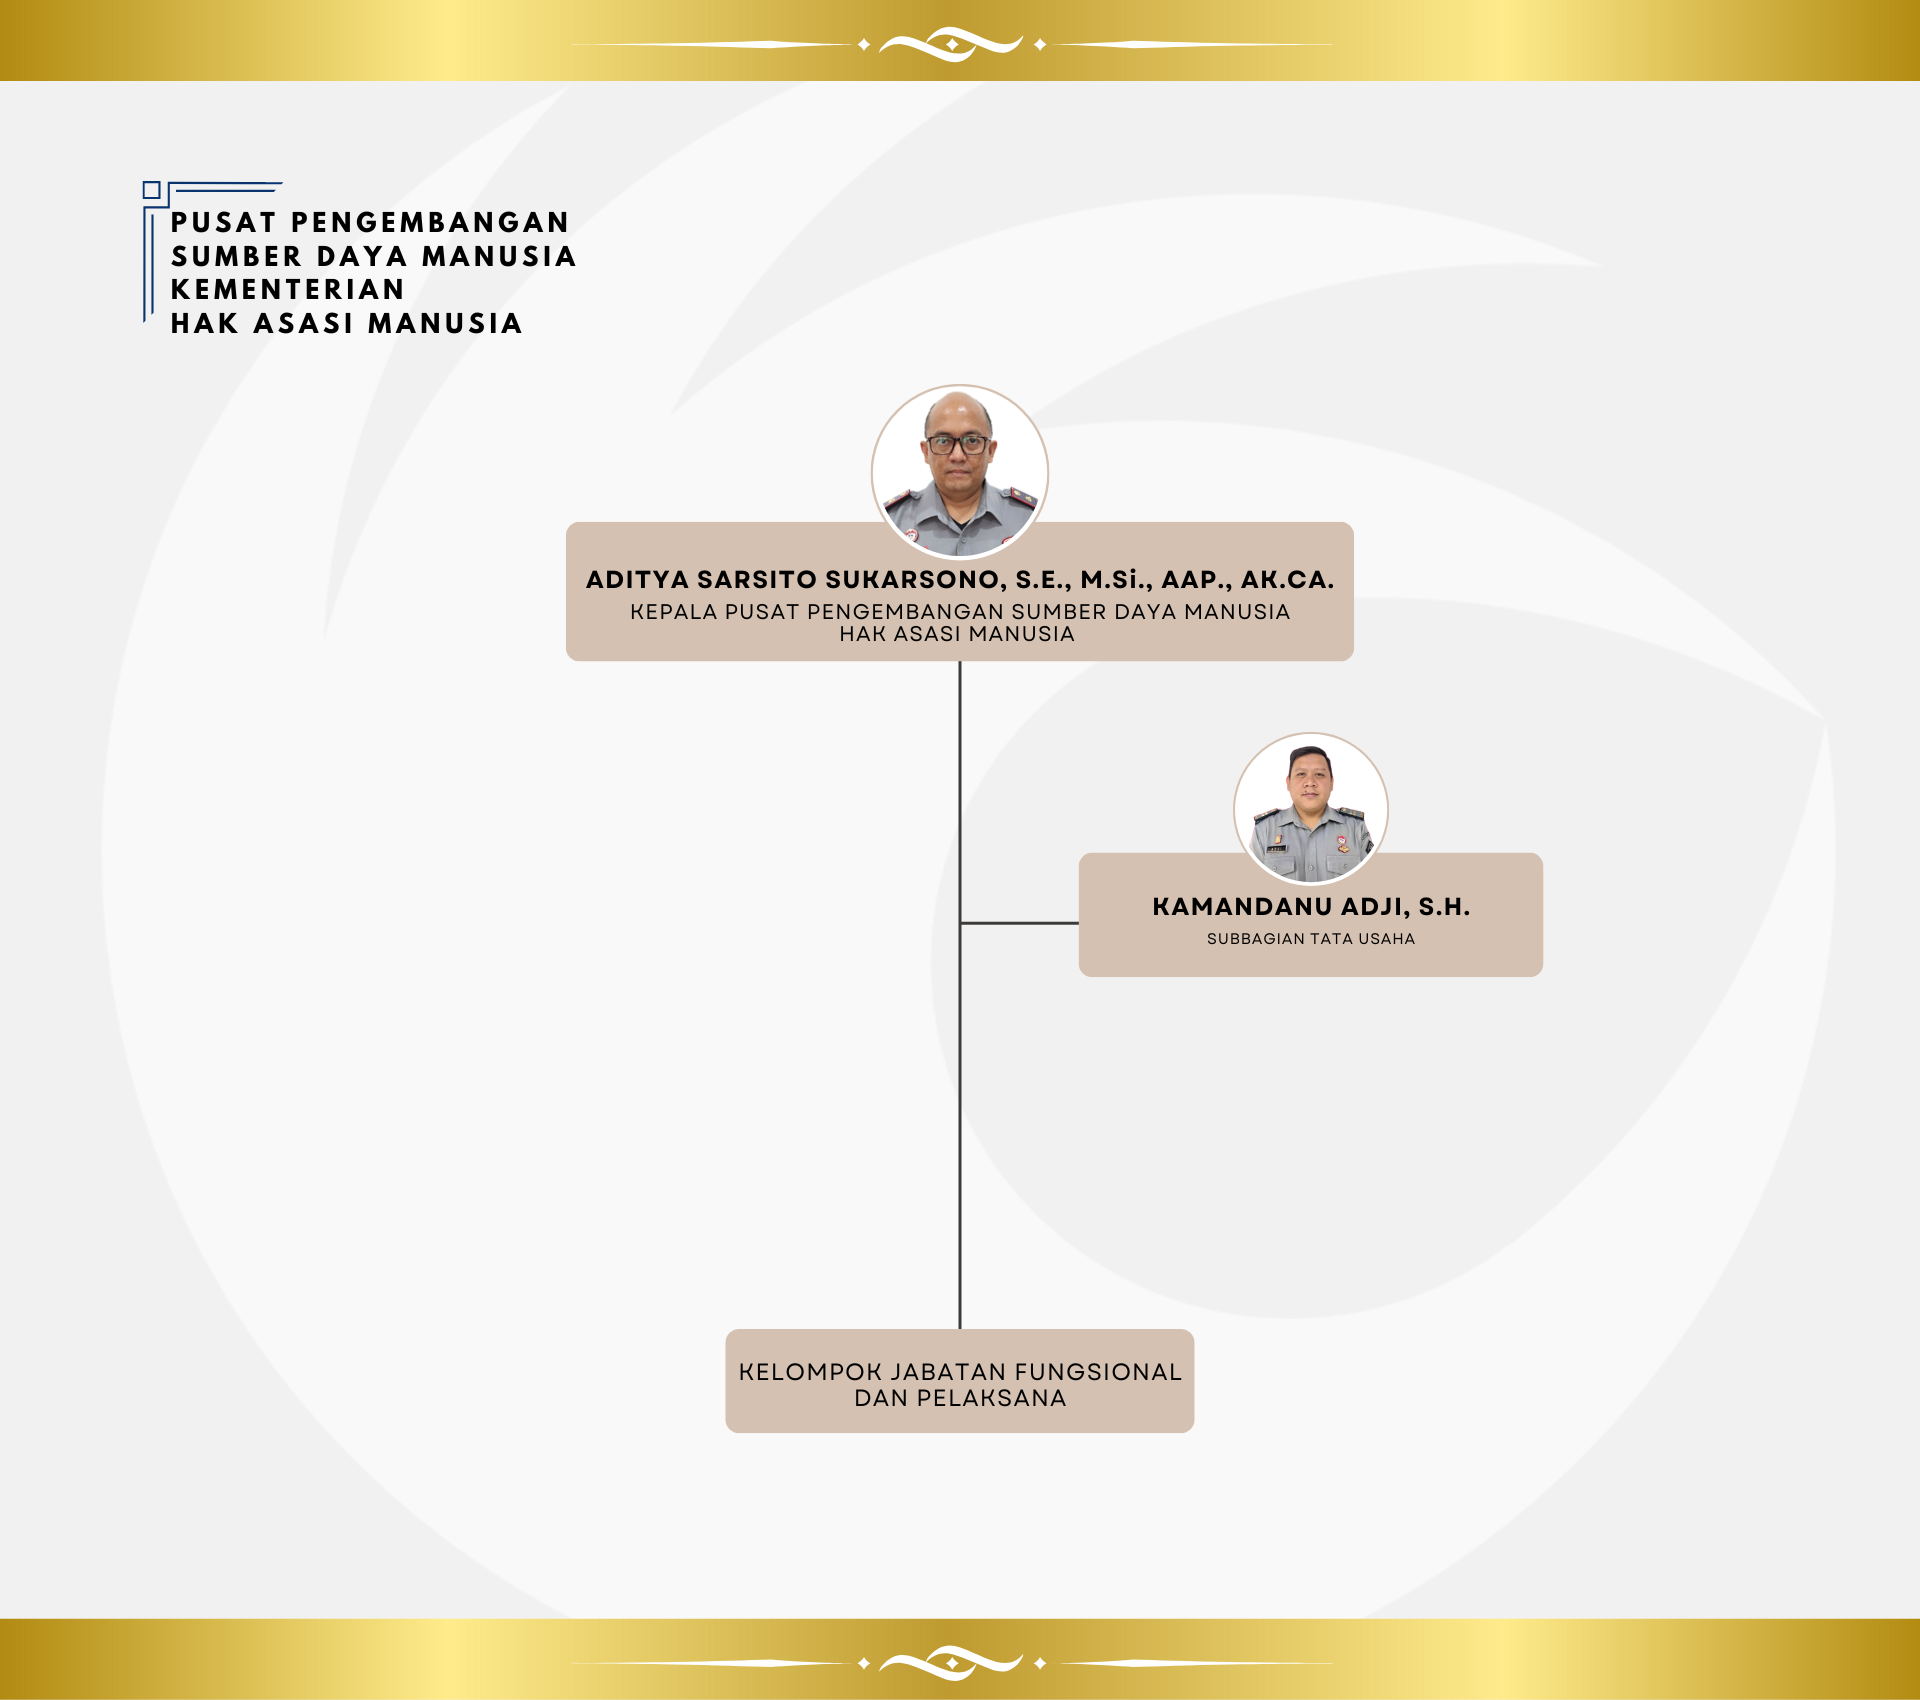 PUSAT PENGEMBANGAN
SUMBER DAYA MANUSIA
KEMENTERIAN
HAK ASASI MANUSIA
ADITYA SARSITO SUKARSONO, S.E., M.Si., AAP., AK.CA.
KEPALA PUSAT PENGEMBANGAN SUMBER DAYA MANUSIA
HAK ASASI MANUSIA
KAMANDANU ADJI, S.H.
SUBBAGIAN TATA USAHA
KELOMPOK JABATAN FUNGSIONAL
DAN PELAKSANA